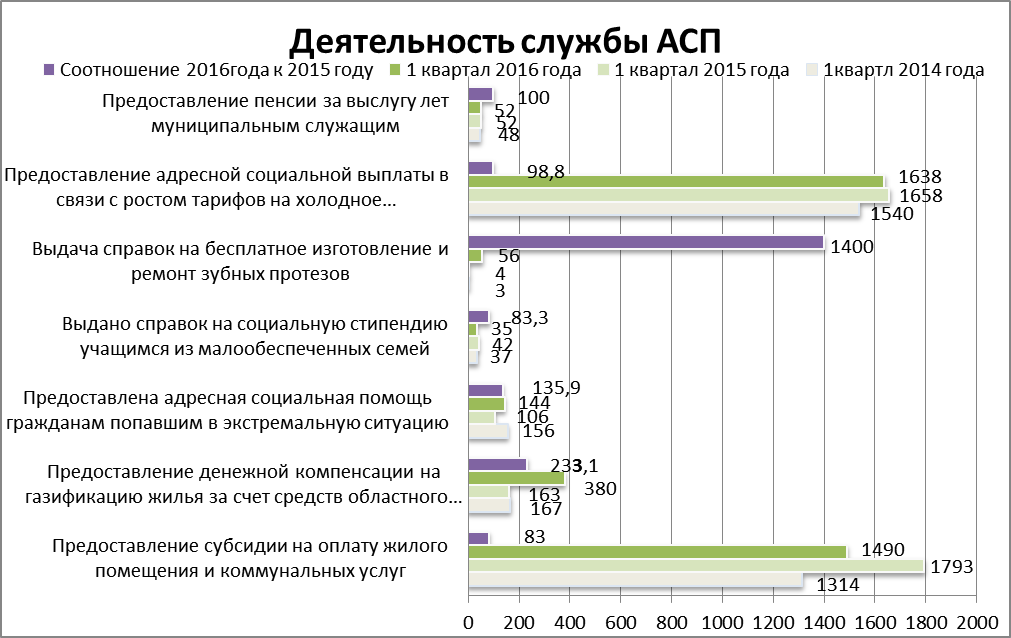 Деятельность службы АСП
Соотношение 2016года к 2015 году 1 квартал 2016 года 1 квартал 2015 года 1квартл 2014 года
Предоставление пенсии за выслугу лет
муниципальным служащим
100
52
52
48
Предоставление адресной социальной выплаты в
связи с ростом тарифов на холодное...
98,8
1638
1658
1540
Выдача справок на бесплатное изготовление и
ремонт зубных протезов
1400
56
4
3
Выдано справок на социальную стипендию
учащимся из малообеспеченных семей
83,3
35
42
37
Предоставлена адресная социальная помощь
гражданам попавшим в экстремальную ситуацию
135,9
144
106
156
Предоставление денежной компенсации на
газификацию жилья за счет средств областного...
233,1
380
163
167
Предоставление субсидии на оплату жилого
помещения и коммунальных услуг
83
1490
1793
1314
0 200 400 600 800 1000 1200 1400 1600 1800 2000